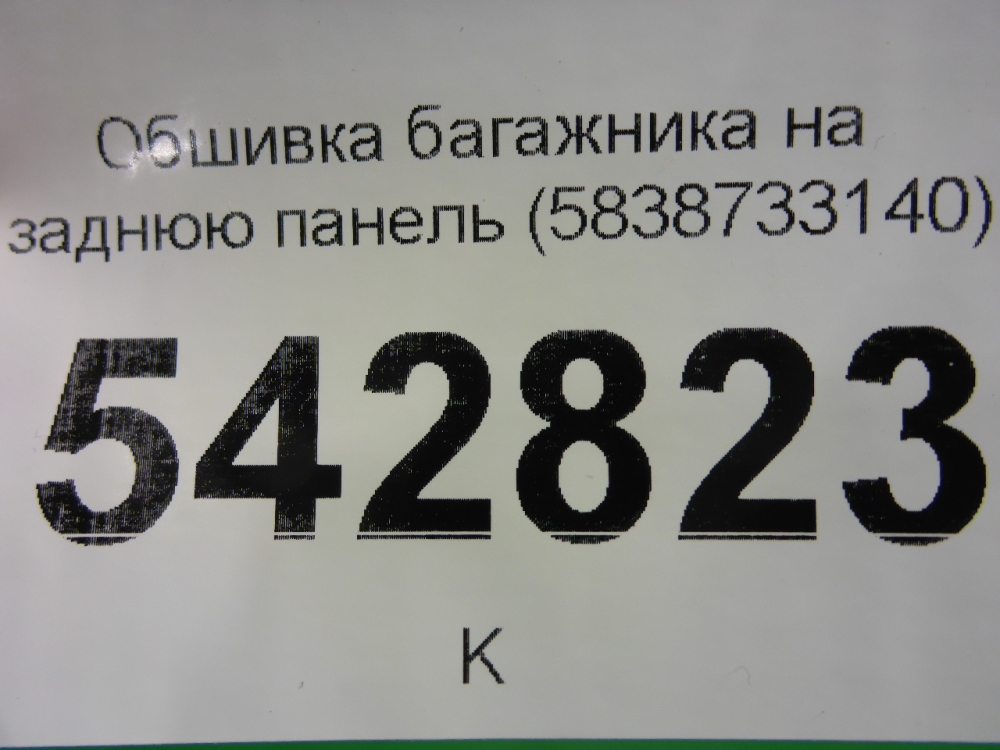 Обшивка багажника на
заднюю панель (5838733140)
542823
К